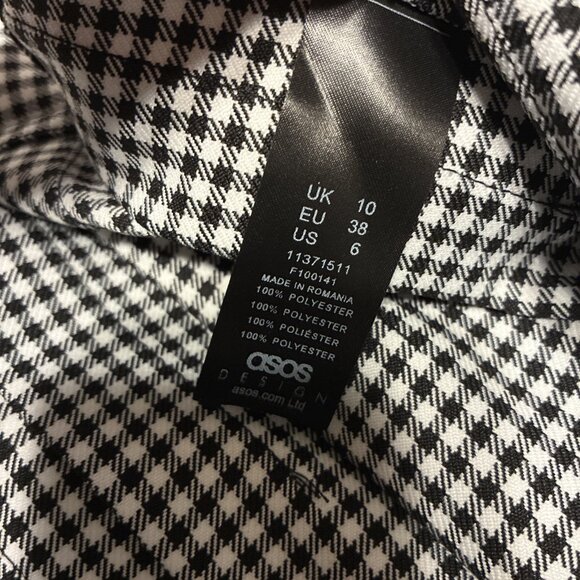 UK 10
EU 38
US 6
11371511
F100141
MADE IN ROMANIA
100% POLYESTER
100% POLYESTER
100% POLIÉSTER
100% POLYESTER
asos
DESIGN
asos.com Ltd